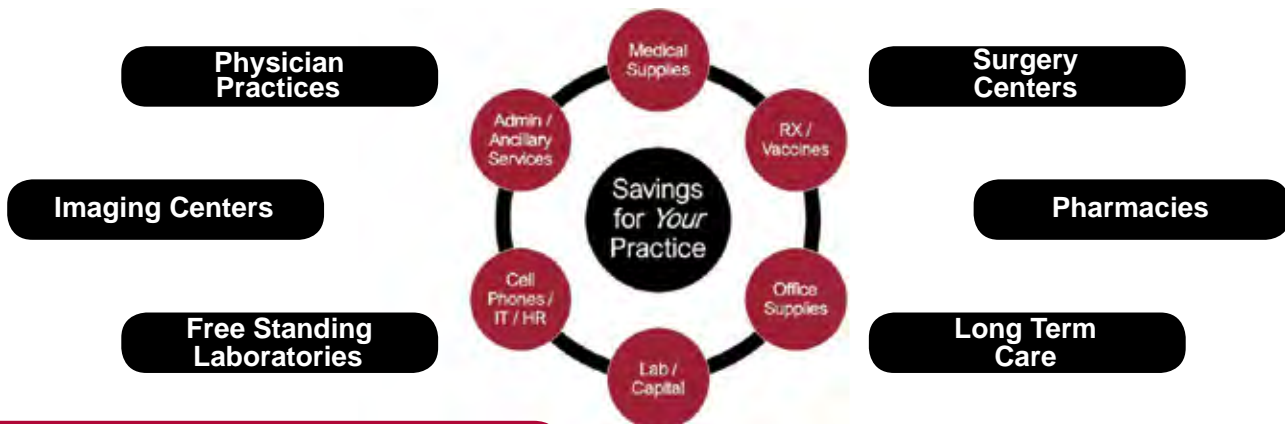 Physician
Practices
Imaging Centers
Free Standing
Laboratories
Medical
Supplies
RX /
Vaccines
Office
Supplies
Lab /
Capital
Cell
Phones /
IT / HR
Admin /
Ancillary
Services
Savings
for Your
Practice
Surgery
Centers
Pharmacies
Long Term
Care